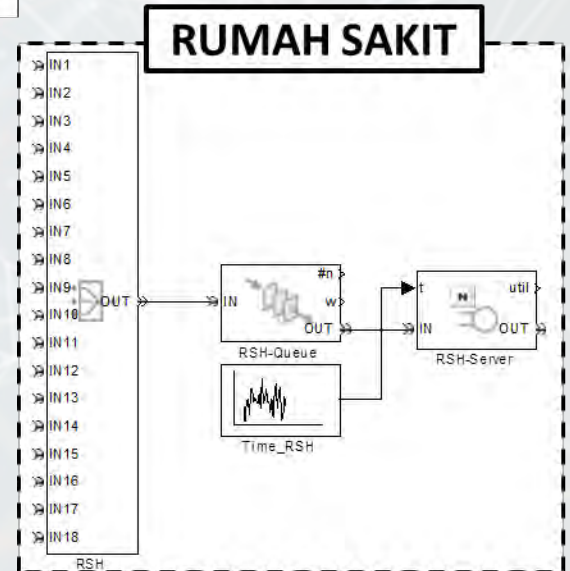 RUMAH SAKIT
IN1
IN2
IN3
IN4
IN5
IN6
IN7
IN8
IN9
OUT
IN10
IN11
IN12
IN13
IN14
IN15
IN16
IN17
IN18
RSH
#n
w
IN
OUT
RSH-Queue
Time_RSH
t
util
N
IN
OUT
RSH-Server